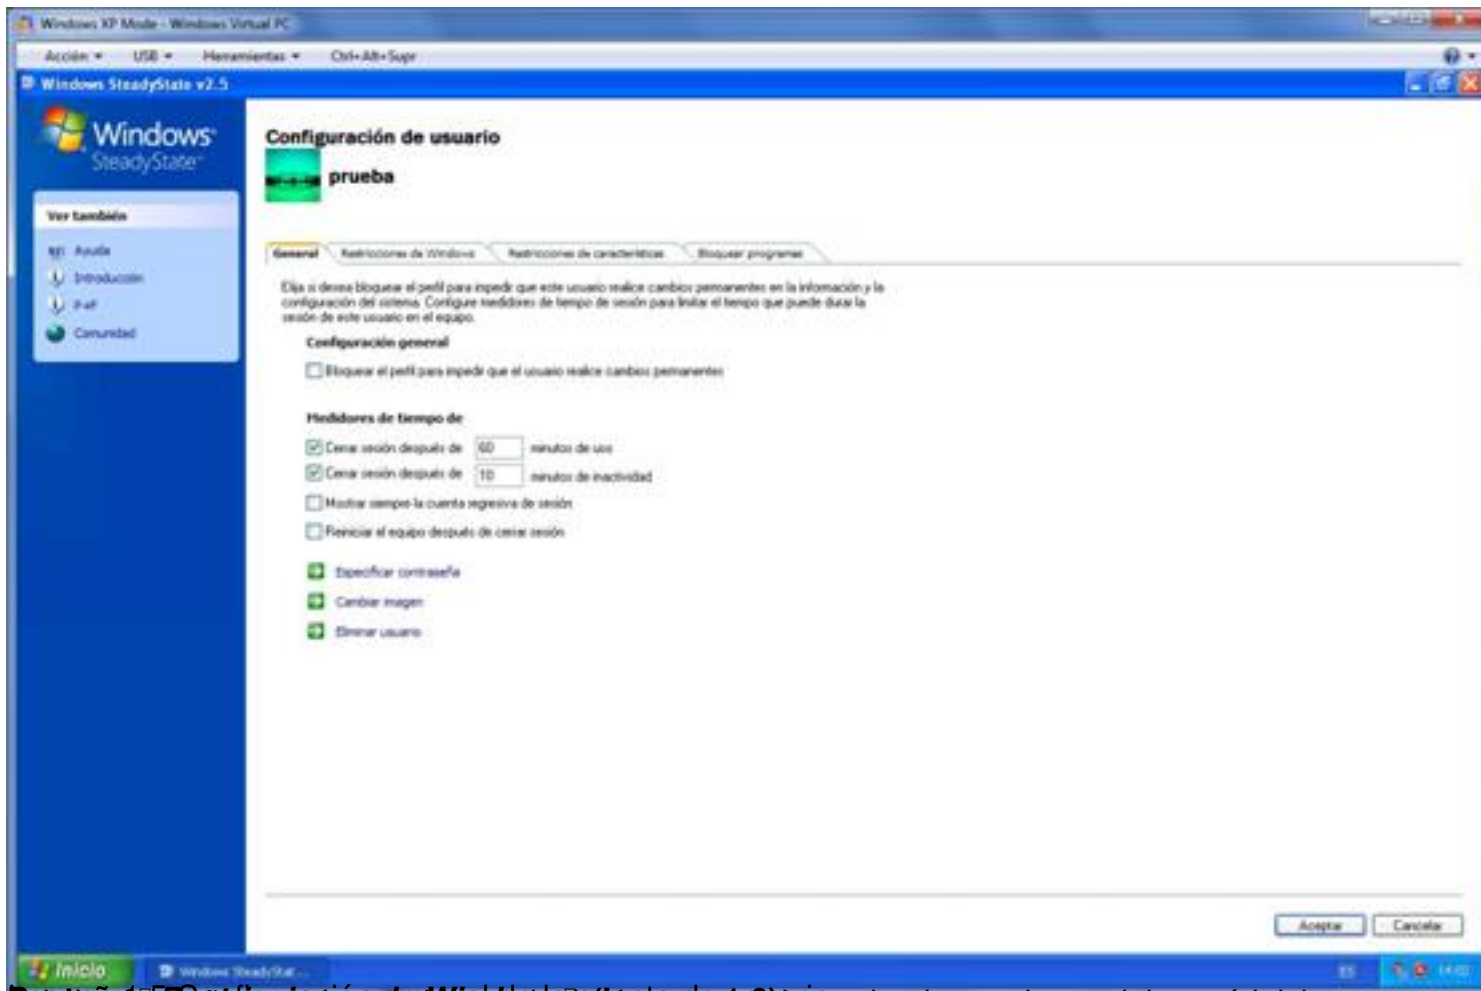 Windows XP Mode - Windows Virtual PC
Acción USB Herramientas Ctrl+Alt+Supr
Windows SteadyState v2.5
Windows
SteadyState
Ver también
Ayuda
Introducción
P+F
Comunidad
Configuración de usuario
prueba
General Restricciones de Windows Restricciones de características Bloquear programas
Elija si desea bloquear el perfil para impedir que este usuario realice cambios permanentes en la información y la
configuración del sistema. Configure medidores de tiempo de sesión para limitar el tiempo que puede durar la
sesión de este usuario en el equipo.
Configuración general
Bloquear el perfil para impedir que el usuario realice cambios permanentes
Medidores de tiempo de
Cerrar sesión después de 60 minutos de uso
Cerrar sesión después de 10 minutos de inactividad
Mostrar siempre la cuenta regresiva de sesión
Reiniciar el equipo después de cerrar sesión
Especificar contraseña
Cambiar imagen
Eliminar usuario
Aceptar Cancelar
Inicio Windows SteadyStat... ES 14:02